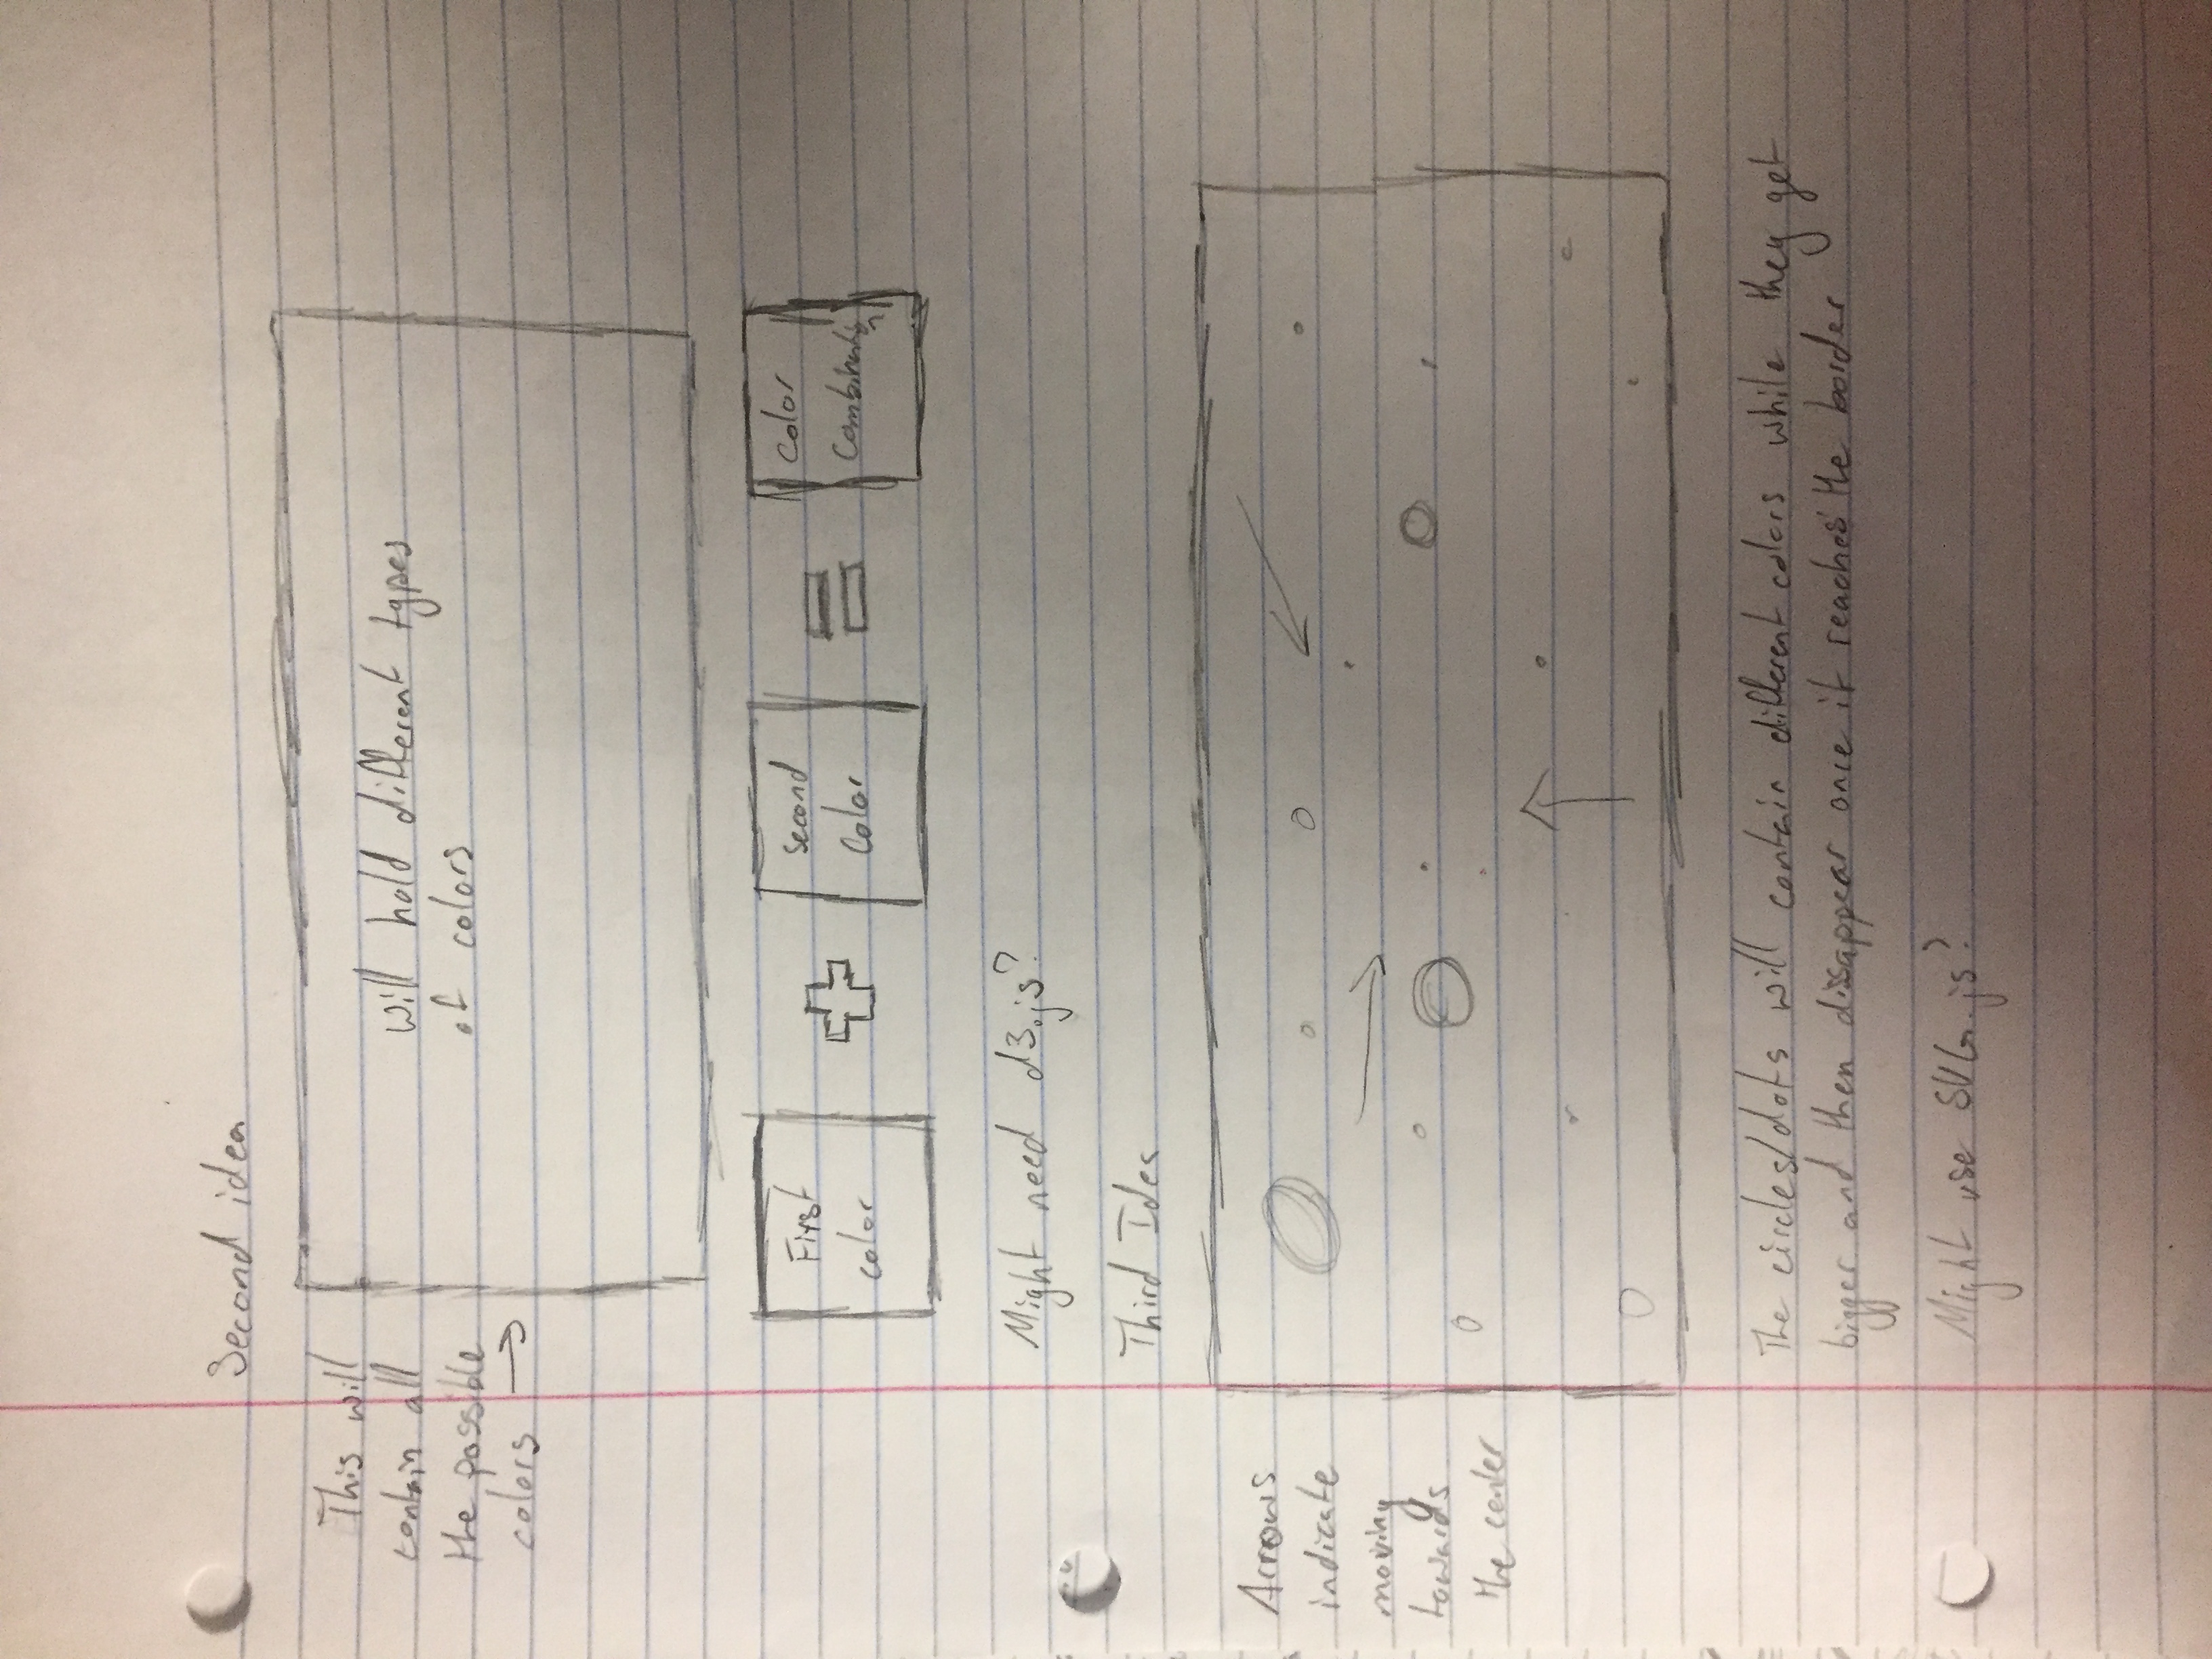 Second idea
This will
contain all
the possible
colors →
will hold different types
of colors
First
color
+
second
color
=
color
combination
Might need d3.js?
Third Idea
Arrows
indicate
moving
towards
the center
The circles/dots will contain different colors while they get
bigger and then dissappear once it reaches the border
Might use SVG.js?